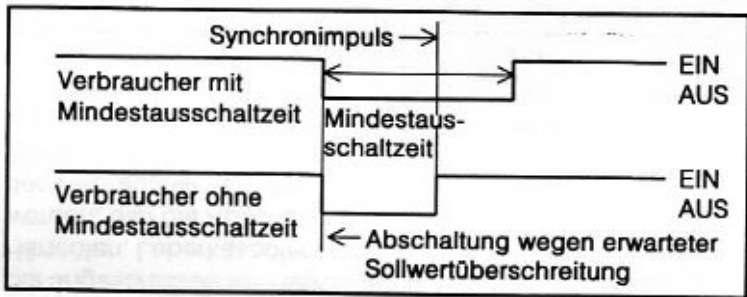 Synchronimpuls
Verbraucher mit
Mindestausschaltzeit
EIN
AUS
Mindestaus-
schaltzeit
Verbraucher ohne
Mindestausschaltzeit
EIN
AUS
Abschaltung wegen erwarteter
Sollwertüberschreitung